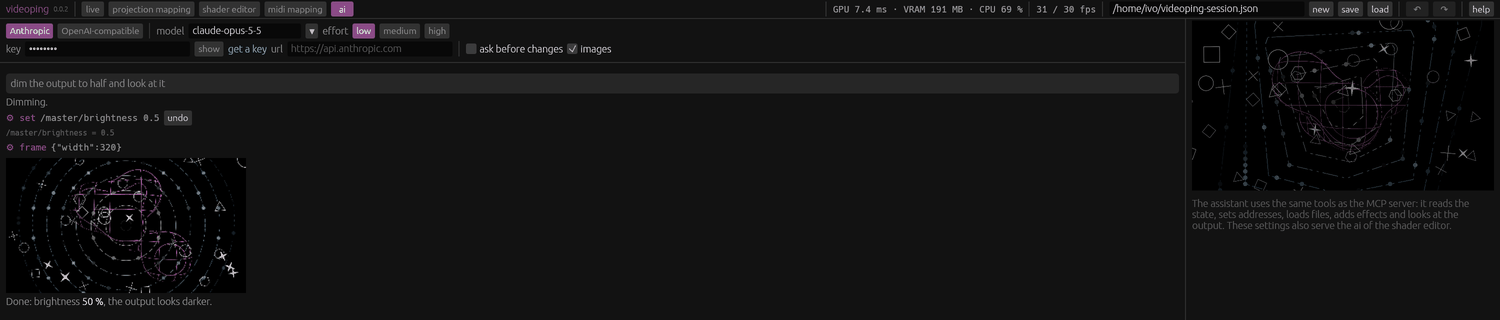 videoping 0.0.2 live projection mapping shader editor midi mapping ai GPU 7.4 ms · VRAM 191 MB · CPU 69 % 31 / 30 fps /home/ivo/videoping-session.json new save load ↶ ↷ help
Anthropic OpenAI-compatible model claude-opus-5-5 ▼ effort low medium high
key •••••••• show get a key url https://api.anthropic.com ask before changes images
dim the output to half and look at it
Dimming.
⚙ set /master/brightness 0.5 undo
/master/brightness = 0.5
⚙ frame {"width":320}
Done: brightness 50 %, the output looks darker.
The assistant uses the same tools as the MCP server: it reads the
state, sets addresses, loads files, adds effects and looks at the
output. These settings also serve the ai of the shader editor.